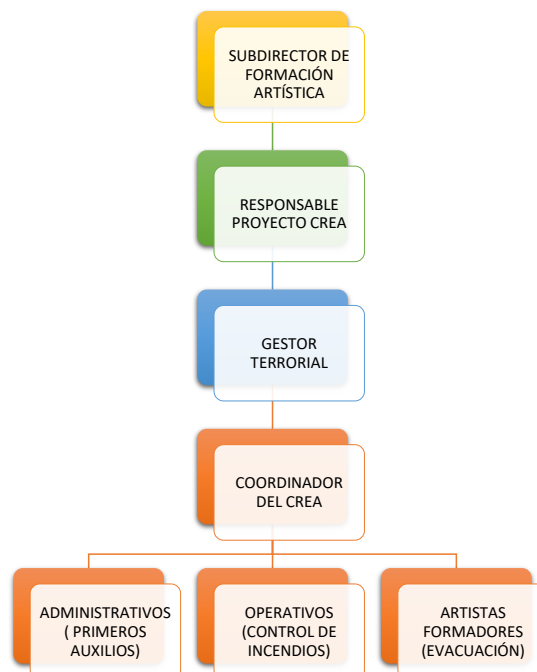 SUBDIRECTOR DE
FORMACIÓN
ARTÍSTICA
RESPONSABLE
PROYECTO CREA
GESTOR
TERRORIAL
COORDINADOR
DEL CREA
ADMINISTRATIVOS
( PRIMEROS
AUXILIOS)
OPERATIVOS
(CONTROL DE
INCENDIOS)
ARTISTAS
FORMADORES
(EVACUACIÓN)